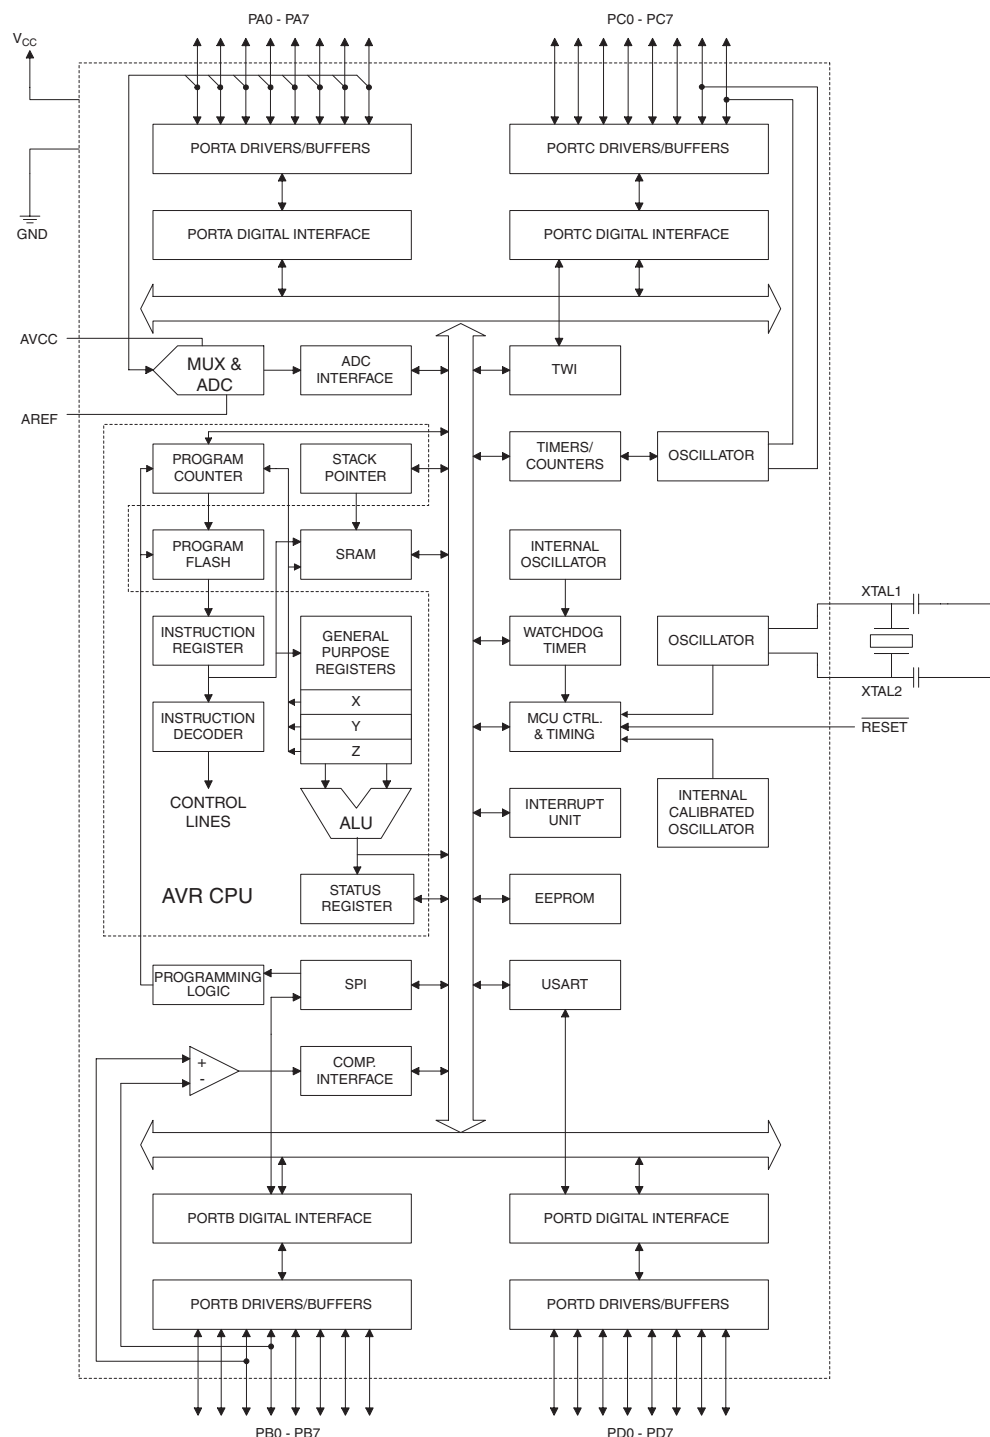 PA0 - PA7
PC0 - PC7
VCC
PORTA DRIVERS/BUFFERS
PORTC DRIVERS/BUFFERS
GND
PORTA DIGITAL INTERFACE
PORTC DIGITAL INTERFACE
AVCC
MUX &
ADC
ADC
INTERFACE
TWI
AREF
PROGRAM
COUNTER
STACK
POINTER
TIMERS/
COUNTERS
OSCILLATOR
PROGRAM
FLASH
SRAM
INTERNAL
OSCILLATOR
XTAL1
INSTRUCTION
REGISTER
GENERAL
PURPOSE
REGISTERS
WATCHDOG
TIMER
OSCILLATOR
XTAL2
X
INSTRUCTION
DECODER
Y
Z
MCU CTRL.
& TIMING
RESET
CONTROL
LINES
ALU
INTERRUPT
UNIT
INTERNAL
CALIBRATED
OSCILLATOR
AVR CPU
STATUS
REGISTER
EEPROM
PROGRAMMING
LOGIC
SPI
USART
+
-
COMP.
INTERFACE
PORTB DIGITAL INTERFACE
PORTD DIGITAL INTERFACE
PORTB DRIVERS/BUFFERS
PORTD DRIVERS/BUFFERS
PB0 - PB7
PD0 - PD7